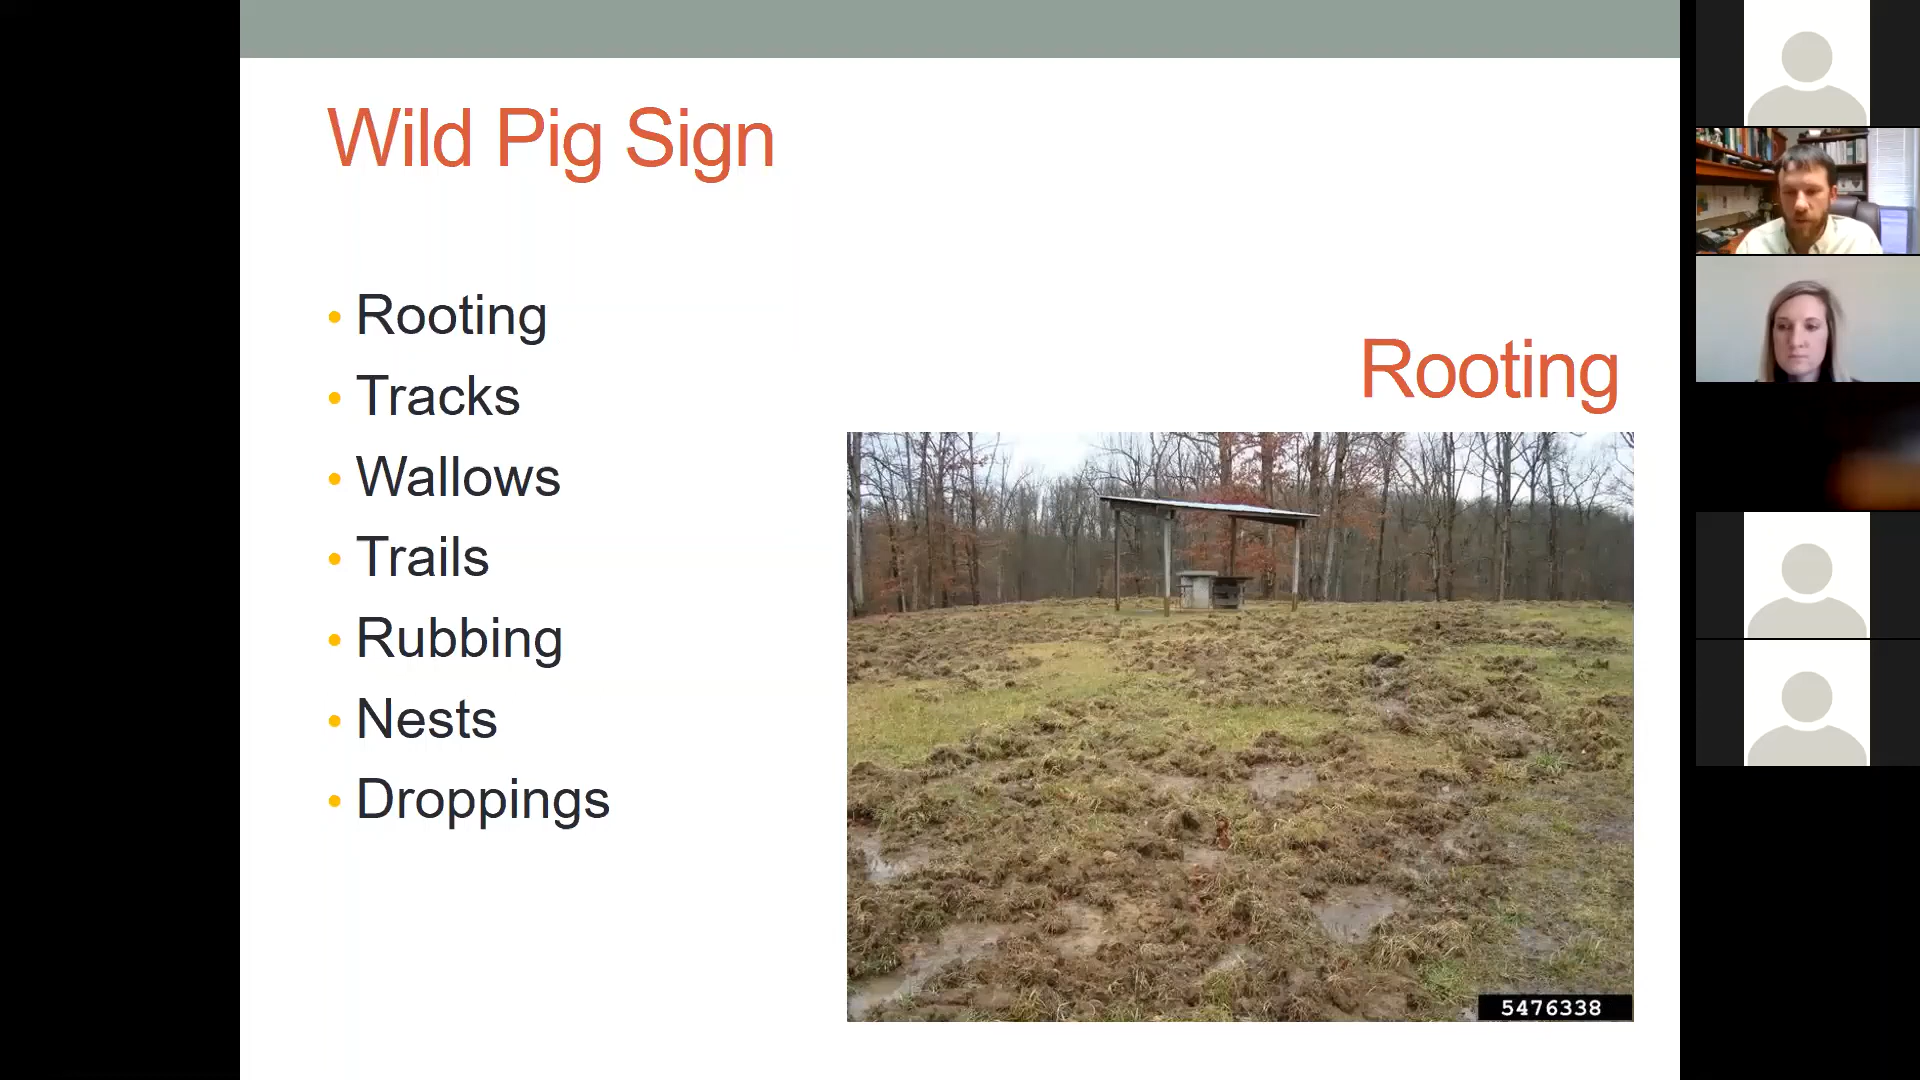 Wild Pig Sign
• Rooting
• Tracks
• Wallows
• Trails
• Rubbing
• Nests
• Droppings
Rooting
5476338